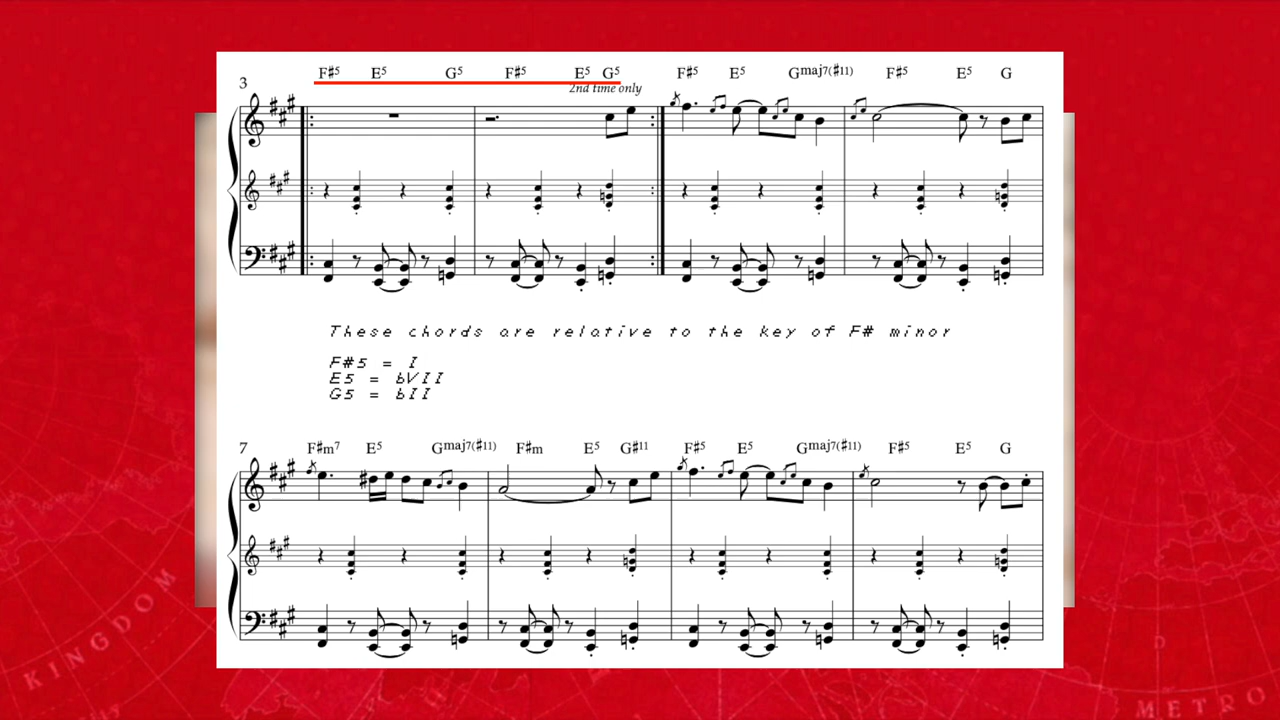 3
F♯5 E5 G5 F♯5 E5 G5 F♯5 E5 Gmaj7(♯11) F♯5 E5 G
2nd time only
These chords are relative to the key of F# minor
F#5 = I
E5 = bVII
G5 = bII
7
F♯m7 E5 Gmaj7(♯11) F♯m E5 G♯11 F♯5 E5 Gmaj7(♯11) F♯5 E5 G
KINGDOM
D
METRO